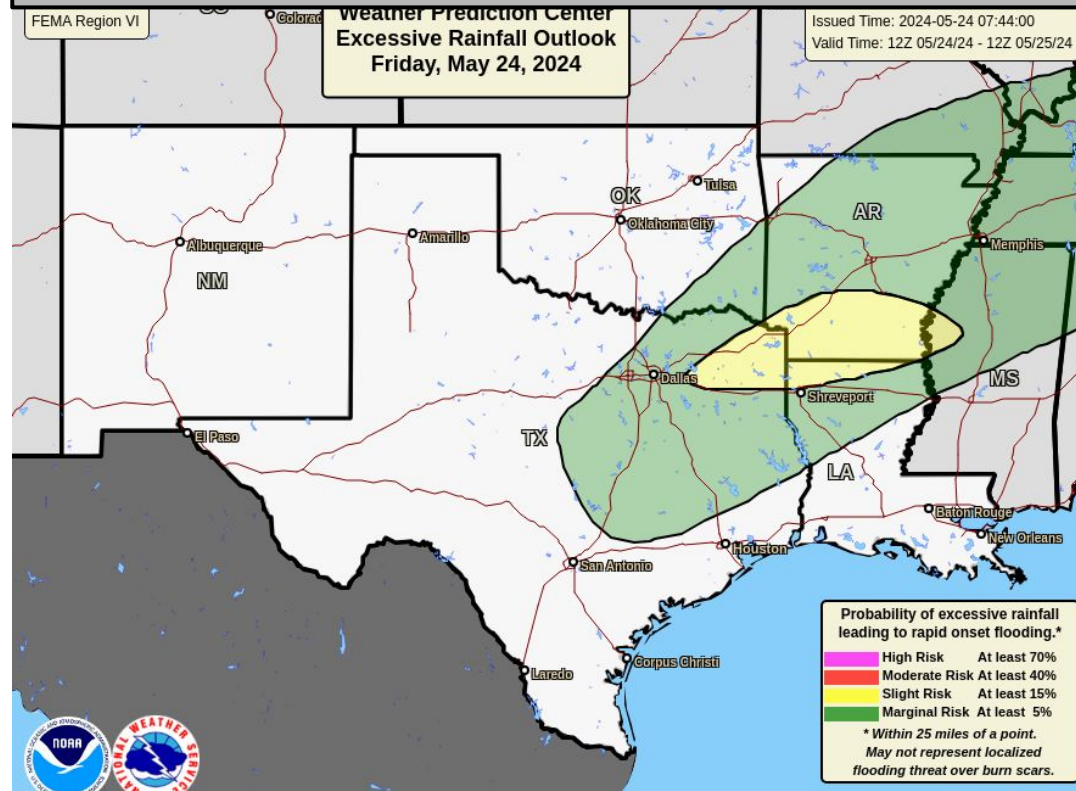 FEMA Region VI
Weather Prediction Center
Excessive Rainfall Outlook
Friday, May 24, 2024
Issued Time: 2024-05-24 07:44:00
Valid Time: 12Z 05/24/24 - 12Z 05/25/24
Tulsa
OK
Oklahoma City
AR
Amarillo
Albuquerque
Memphis
NM
Dallas
MS
Shreveport
El Paso
TX
LA
Baton Rouge
New Orleans
Houston
San Antonio
Laredo
Corpus Christi
Probability of excessive rainfall
leading to rapid onset flooding.*
High Risk At least 70%
Moderate Risk At least 40%
Slight Risk At least 15%
Marginal Risk At least 5%
* Within 25 miles of a point.
May not represent localized
flooding threat over burn scars.
NOAA
NATIONAL WEATHER SERVICE